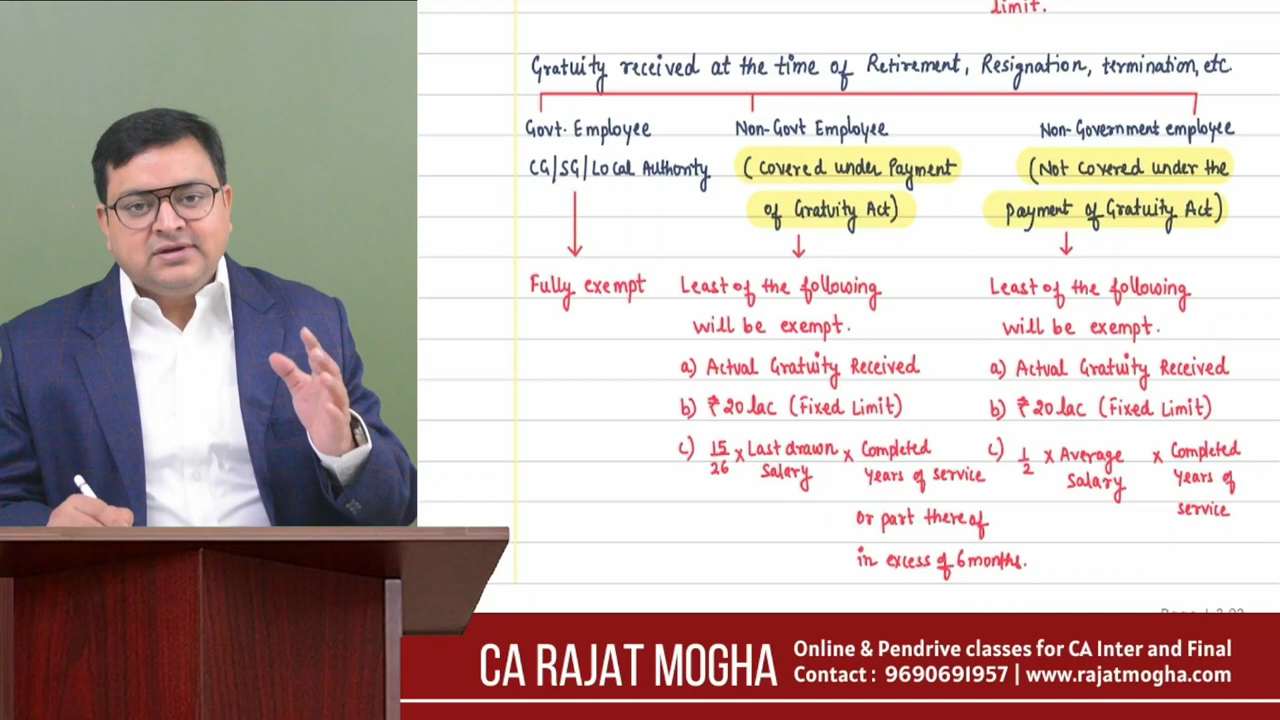 limit.
Gratuity received at the time of Retirement, Resignation, termination, etc.
Govt. Employee
CG/SG/Local Authority
Fully exempt
Non-Govt Employee
(Covered under Payment
of Gratuity Act)
Least of the following
will be exempt.
a) Actual Gratuity Received
b) ₹20 lac (Fixed Limit)
c) 15/26 x Last drawn Salary x Completed years of service
or part there of
in excess of 6 months.
Non-Government employee
(Not Covered under the
payment of Gratuity Act)
Least of the following
will be exempt.
a) Actual Gratuity Received
b) ₹20 lac (Fixed Limit)
c) 1/2 x Average Salary x Completed years of service
CA RAJAT MOGHA
Online & Pendrive classes for CA Inter and Final
Contact : 9690691957 | www.rajatmogha.com